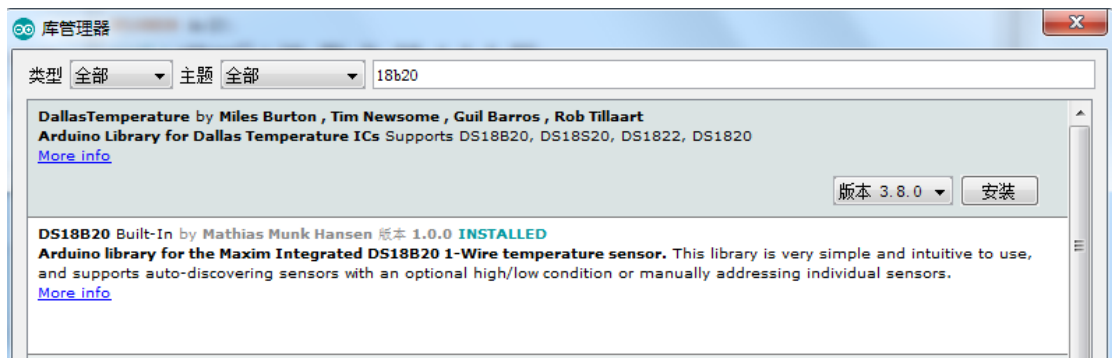 库管理器
类型 全部 主题 全部 18b20
DallasTemperature by Miles Burton , Tim Newsome , Guil Barros , Rob Tillaart
Arduino Library for Dallas Temperature ICs Supports DS18B20, DS18S20, DS1822, DS1820
More info
版本 3.8.0 安装
DS18B20 Built-In by Mathias Munk Hansen 版本 1.0.0 INSTALLED
Arduino library for the Maxim Integrated DS18B20 1-Wire temperature sensor. This library is very simple and intuitive to use,
and supports auto-discovering sensors with an optional high/low condition or manually addressing individual sensors.
More info